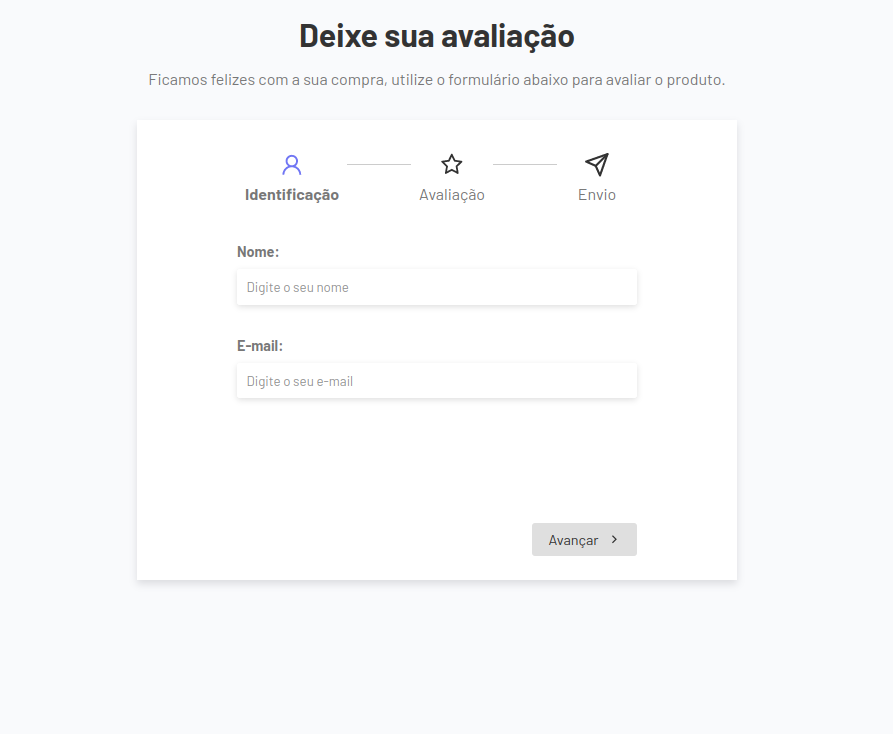 Deixe sua avaliação
Ficamos felizes com a sua compra, utilize o formulário abaixo para avaliar o produto.
Identificação
Avaliação
Envio
Nome:
Digite o seu nome
E-mail:
Digite o seu e-mail
Avançar